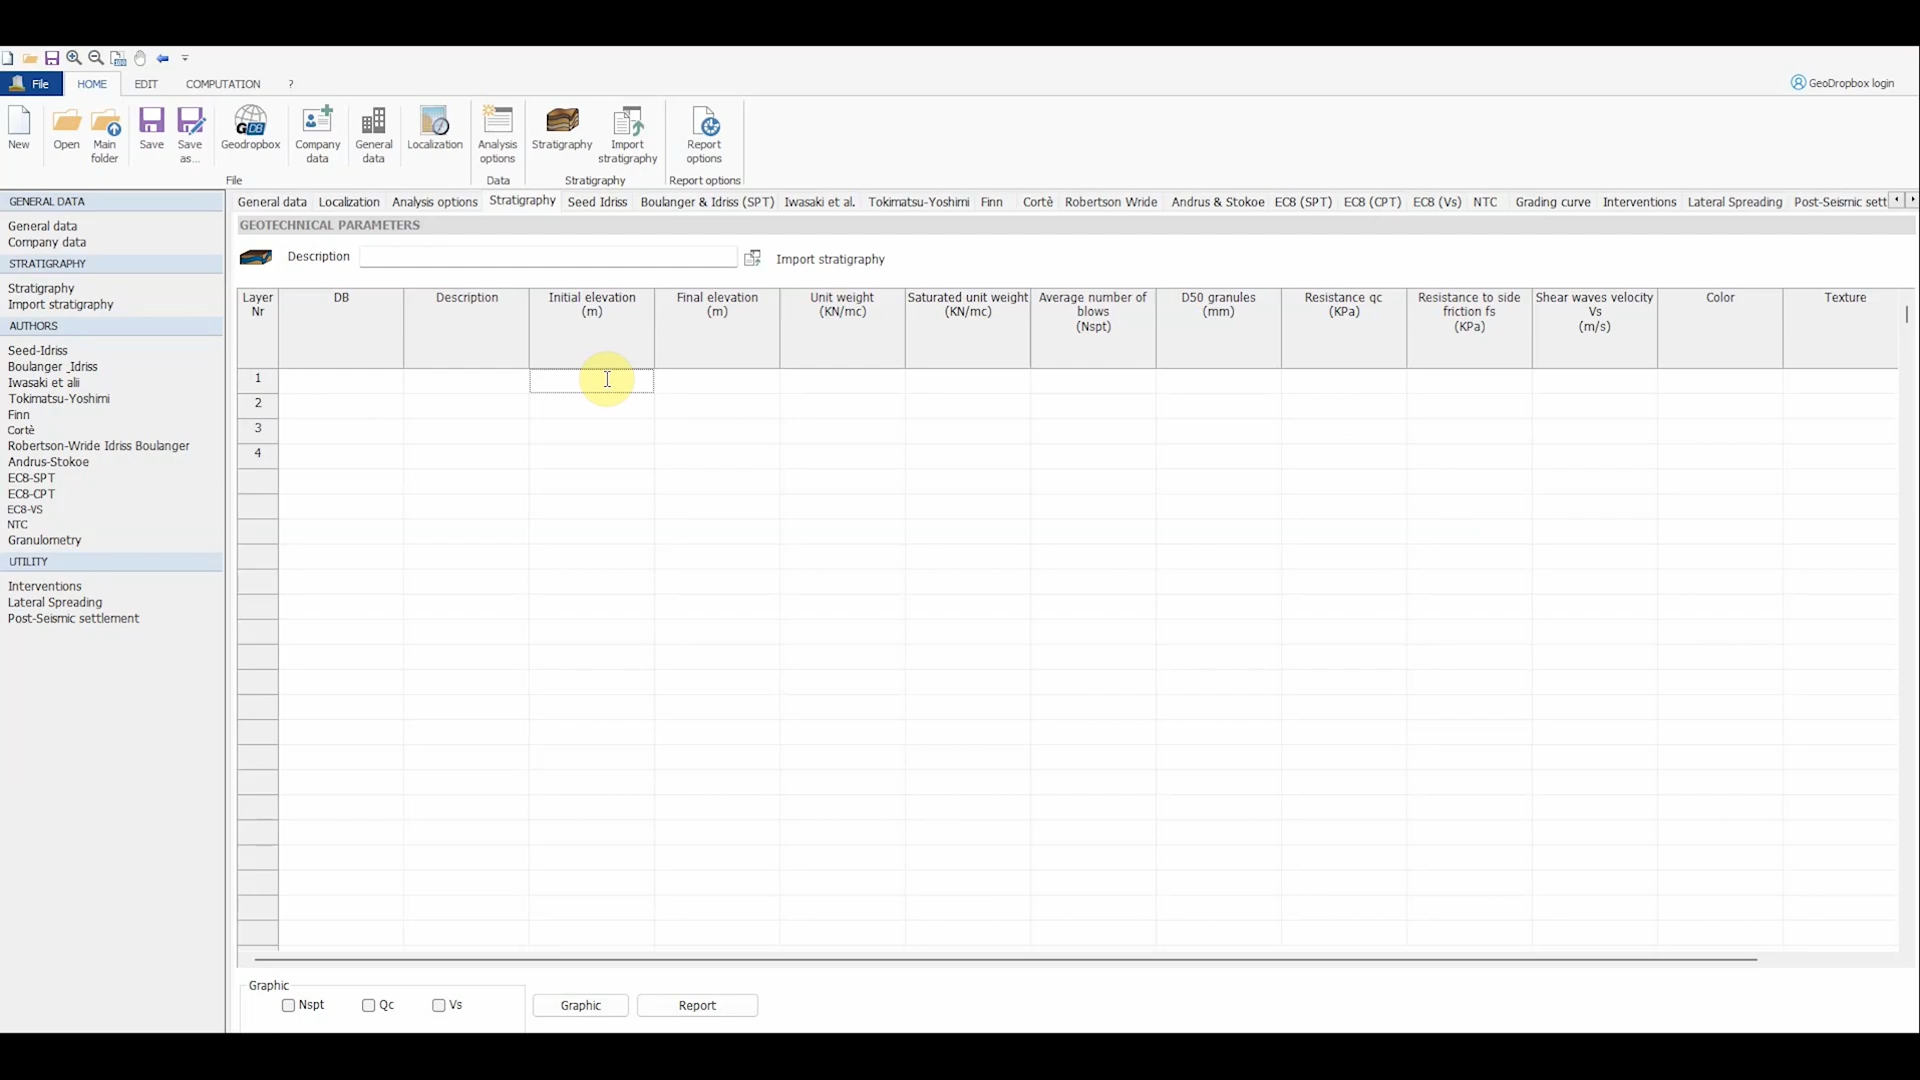 File
HOME
EDIT
COMPUTATION
?
GeoDropbox login
New
Open
Main
folder
Save
Save
as...
Geodropbox
Company
data
General
data
Localization
Analysis
options
Stratigraphy
Import
stratigraphy
Report
options
File
Data
Stratigraphy
Report options
GENERAL DATA
General data
Company data
STRATIGRAPHY
Stratigraphy
Import stratigraphy
AUTHORS
Seed-Idriss
Boulanger _Idriss
Iwasaki et alii
Tokimatsu-Yoshimi
Finn
Cortè
Robertson-Wride Idriss Boulanger
Andrus-Stokoe
EC8-SPT
EC8-CPT
EC8-VS
NTC
Granulometry
UTILITY
Interventions
Lateral Spreading
Post-Seismic settlement
General data Localization Analysis options Stratigraphy Seed Idriss Boulanger & Idriss (SPT) Iwasaki et al. Tokimatsu-Yoshimi Finn Cortè Robertson Wride Andrus & Stokoe EC8 (SPT) EC8 (CPT) EC8 (Vs) NTC Grading curve Interventions Lateral Spreading Post-Seismic sett
GEOTECHNICAL PARAMETERS
Description
Import stratigraphy
Layer
Nr
DB
Description
Initial elevation
(m)
Final elevation
(m)
Unit weight
(KN/mc)
Saturated unit weight
(KN/mc)
Average number of
blows
(Nspt)
D50 granules
(mm)
Resistance qc
(KPa)
Resistance to side
friction fs
(KPa)
Shear waves velocity
Vs
(m/s)
Color
Texture
1
2
3
4
Graphic
Nspt
Qc
Vs
Graphic
Report